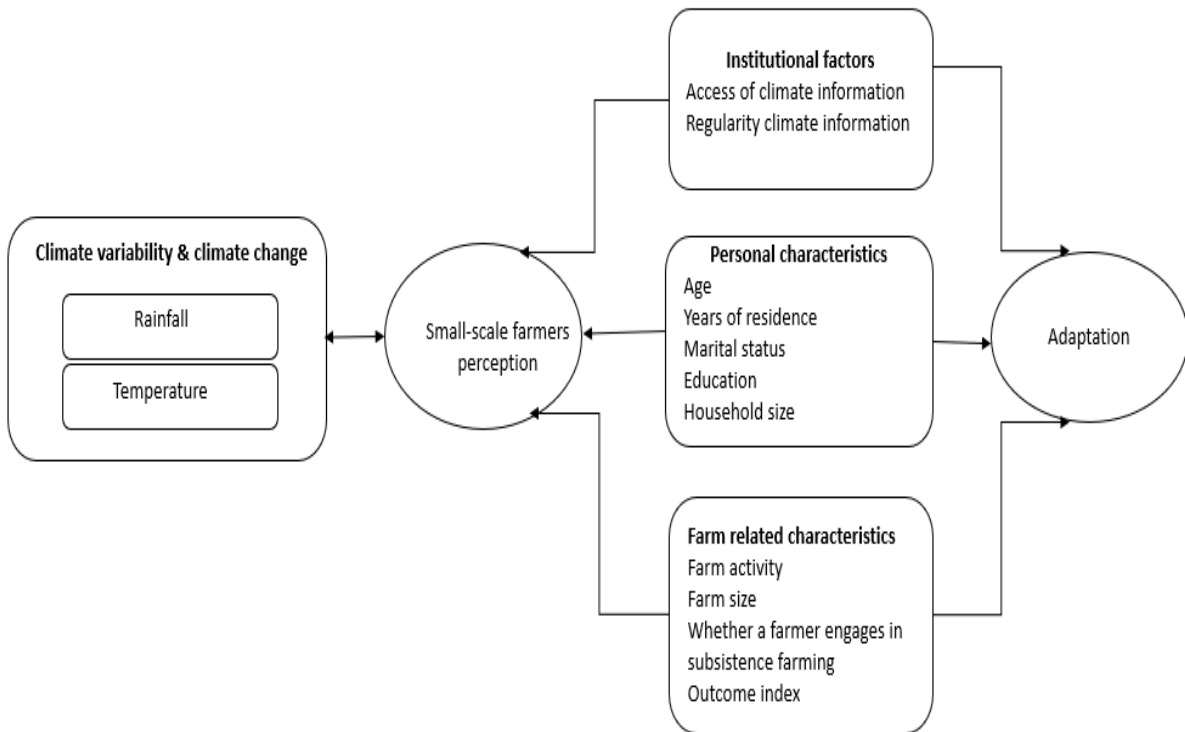 Climate variability & climate change
Rainfall
Temperature
Small-scale farmers
perception
Institutional factors
Access of climate information
Regularity climate information
Personal characteristics
Age
Years of residence
Marital status
Education
Household size
Farm related characteristics
Farm activity
Farm size
Whether a farmer engages in
subsistence farming
Outcome index
Adaptation